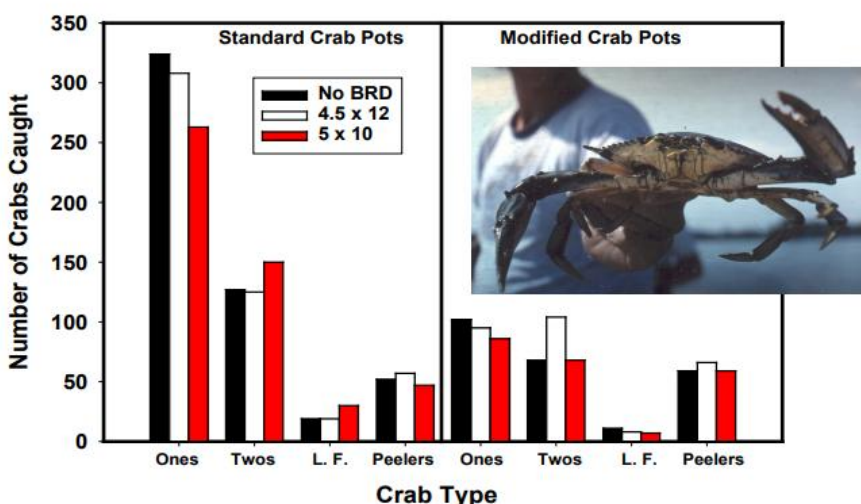 Number of Crabs Caught
350
300
250
200
150
100
50
0
Standard Crab Pots
No BRD
4.5 x 12
5 x 10
Modified Crab Pots
Ones Twos L. F. Peelers Ones Twos L. F. Peelers
Crab Type